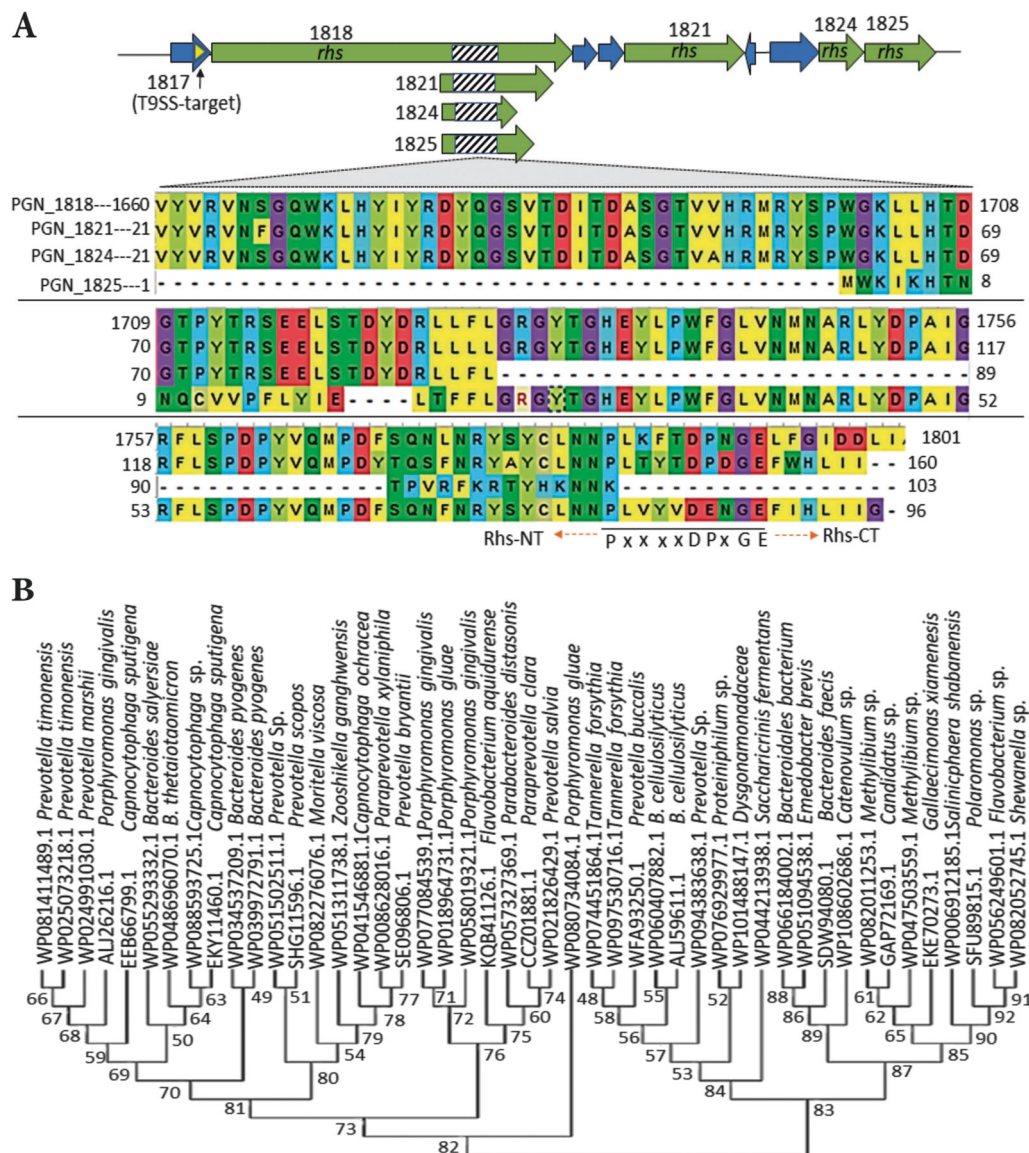 A
1818
rhs
1821
rhs
1824
1825
rhs
rhs
1817
(T9SS-target)
1821
1824
1825
PGN_1818---1660 VYVRVNSGQWKLHYIYRDYQGSVTDITDASGTVVHRMRYSPWGKLLHTD 1708
PGN_1821---21 VYVRVNFGQWKLHYIYRDYQGSVTDITDASGTVVHRMRYSPWGKLLHTD 69
PGN_1824---21 VYVRVNSGQWKLHYIYRDYQGSVTDITDASGTVAHRMRYSPWGKLLHTD 69
PGN_1825---1 -----------------------------------------MWKIKHTN 8
1709 GTPYTRSEELSTDYDRLLFLGRGYTGHEYLPWFGLVNMNARLYDPAIG 1756
70 GTPYTRSEELSTDYDRLLLLGRGYTGHEYLPWFGLVNMNARLYDPAIG 117
70 GTPYTRSEELSTDYDRLLFL---------------------------- 89
9 NQCVVPFLYIE----LTFFLGRGYTGHEYLPWFGLVNMNARLYDPAIG 52
1757 RFLSPDPYVQMPDFSQNLNRYSYCLNNPLKFTDPNGELFGIDDLIA 1801
118 RFLSPDPYVQMPDYTQSFNRYAYCLNNPLTYTDPDGEFWHLII-- 160
90 --------------TPVRFKRTYHKNNK----------------- 103
53 RFLSPDPYVQMPDFSQNFNRYSYCLNNPLVYVDENGEFIHLIIG- 96
Rhs-NT PxxxxDPxGE Rhs-CT
B
WP081411489.1 Prevotella timonensis
WP025073218.1 Prevotella timonensis
WP024991030.1 Prevotella marshii
ALJ26216.1 Porphyromonas gingivalis
EEB66799.1 Capnocytophaga sputigena
WP055293332.1 Bacteroides salyersiae
WP048696070.1 B. thetaiotaomicron
WP088593725.1 Capnocytophaga sp.
EKY11460.1 Capnocytophaga sputigena
WP034537209.1 Bacteroides pyogenes
WP039972791.1 Bacteroides pyogenes
WP051502511.1 Prevotella Sp.
SHG11596.1 Prevotella scopos
WP082276076.1 Moritella viscosa
WP051311738.1 Zooshikella ganghwensis
WP041546881.1 Capnocytophaga ochracea
WP008628016.1 Paraprevotella xylaniphila
SE096806.1 Prevotella bryantii
WP077084539.1 Porphyromonas gingivalis
WP018964731.1 Porphyromonas gulae
WP058019321.1 Porphyromonas gingivalis
KQB41126.1 Flavobacterium aquidurense
WP057327369.1 Parabacteroides distasonis
CCZ01881.1 Paraprevotella clara
WP021826429.1 Prevotella salvia
WP080734084.1 Porphyromonas gulae
WP074451864.1 Tannerella forsythia
WP097530716.1 Tannerella forsythia
WFA93250.1 Prevotella buccalis
WP066407882.1 B. cellulosilyticus
ALJ59611.1 B. cellulosilyticus
WP094383638.1 Prevotella Sp.
WP076929977.1 Proteiniphilum sp.
WP101488147.1 Dysgamonadaceae
WP044213938.1 Saccharicrinis fermentans
WP066184002.1 Bacteroidales bacterium
WP051094538.1 Emedobacter brevis
SDW94080.1 Bacteroides faecis
WP108602686.1 Catenovulum sp.
WP082011253.1 Methylibium sp
GAP72169.1 Candidatus sp.
WP047503559.1 Methylibium sp
EKE70273.1 Gallaecimonas xiamenesis
WP006912185.1 Salinicphaera shabanensis
SFU89815.1 Polaromonas sp
WP056249601.1 Flavobacterium sp.
WP082052745.1 Shewanella sp.
66 63 49 51 77 71 74 48 55 52 88 61 91
67 64 78 72 60 58 86 62 92
68 50 54 79 75 56 89 65 90
59 76 57 85
69 80 53 87
70 84
81 83
73
82